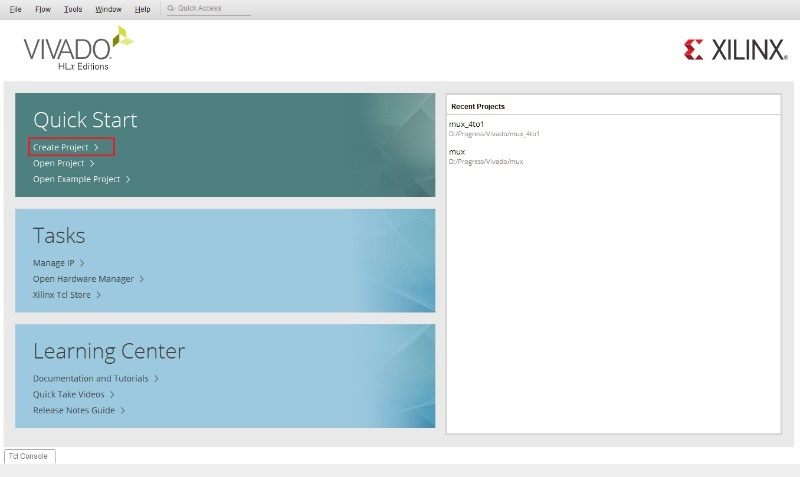 File Flow Tools Window Help Quick Access
VIVADO.
HLx Editions
XILINX®
Quick Start
Create Project >
Open Project >
Open Example Project >
Tasks
Manage IP >
Open Hardware Manager >
Xilinx Tcl Store >
Learning Center
Documentation and Tutorials >
Quick Take Videos >
Release Notes Guide >
Recent Projects
mux_4to1
D:/Progress/Vivado/mux_4to1
mux
D:/Progress/Vivado/mux
Tcl Console